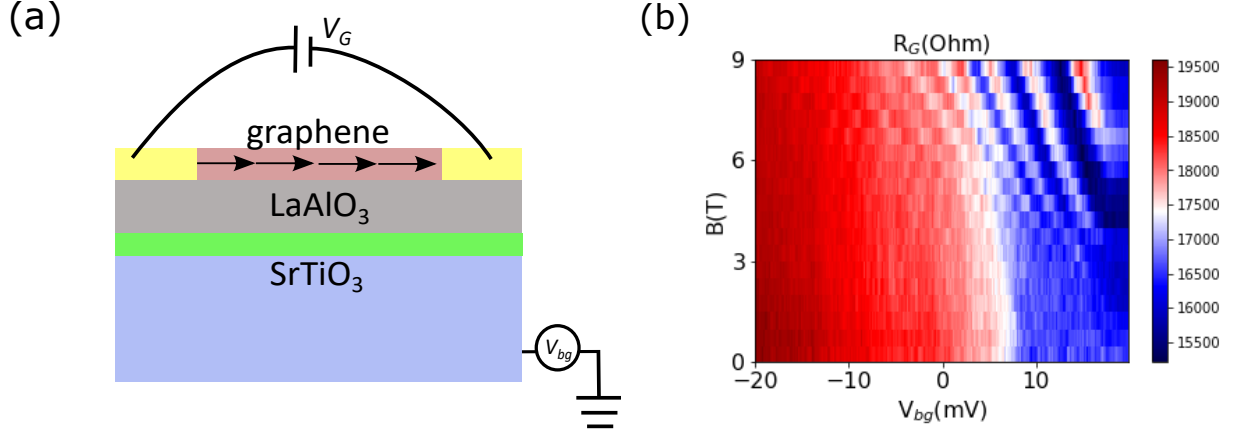 (a)
V_G
graphene
LaAlO₃
SrTiO₃
V_bg
(b)
R_G(Ohm)
9
6
3
0
B(T)
−20
−10
0
10
V_bg(mV)
19500
19000
18500
18000
17500
17000
16500
16000
15500